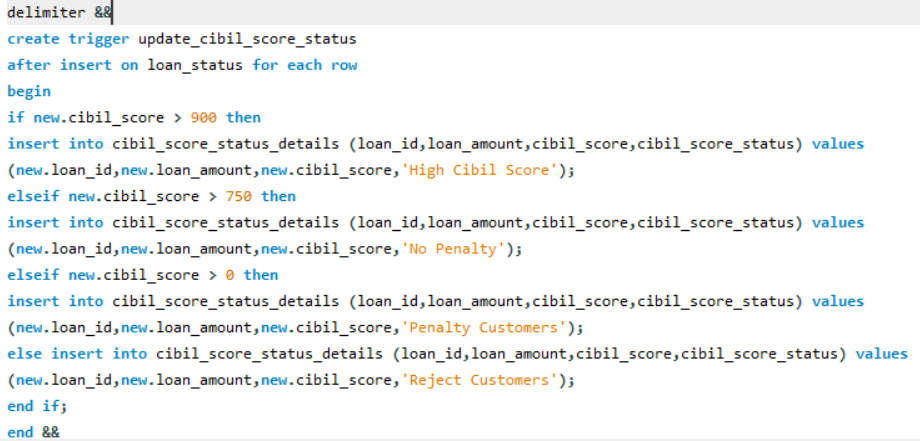 delimiter &&
create trigger update_cibil_score_status
after insert on loan_status for each row
begin
if new.cibil_score > 900 then
insert into cibil_score_status_details (loan_id,loan_amount,cibil_score,cibil_score_status) values
(new.loan_id,new.loan_amount,new.cibil_score,'High Cibil Score');
elseif new.cibil_score > 750 then
insert into cibil_score_status_details (loan_id,loan_amount,cibil_score,cibil_score_status) values
(new.loan_id,new.loan_amount,new.cibil_score,'No Penalty');
elseif new.cibil_score > 0 then
insert into cibil_score_status_details (loan_id,loan_amount,cibil_score,cibil_score_status) values
(new.loan_id,new.loan_amount,new.cibil_score,'Penalty Customers');
else insert into cibil_score_status_details (loan_id,loan_amount,cibil_score,cibil_score_status) values
(new.loan_id,new.loan_amount,new.cibil_score,'Reject Customers');
end if;
end &&